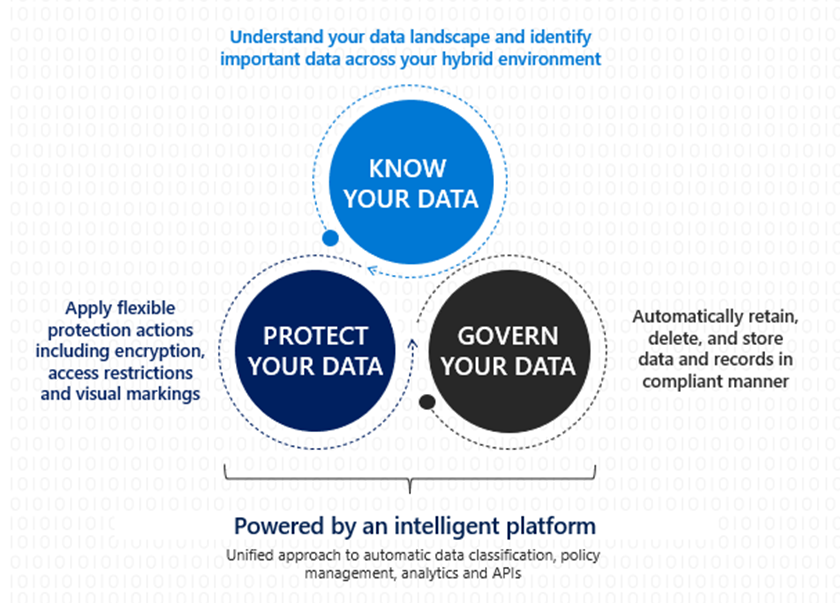 Understand your data landscape and identify
important data across your hybrid environment
KNOW
YOUR DATA
Apply flexible
protection actions
including encryption,
access restrictions
and visual markings
PROTECT
YOUR DATA
GOVERN
YOUR DATA
Automatically retain,
delete, and store
data and records in
compliant manner
Powered by an intelligent platform
Unified approach to automatic data classification, policy
management, analytics and APIs